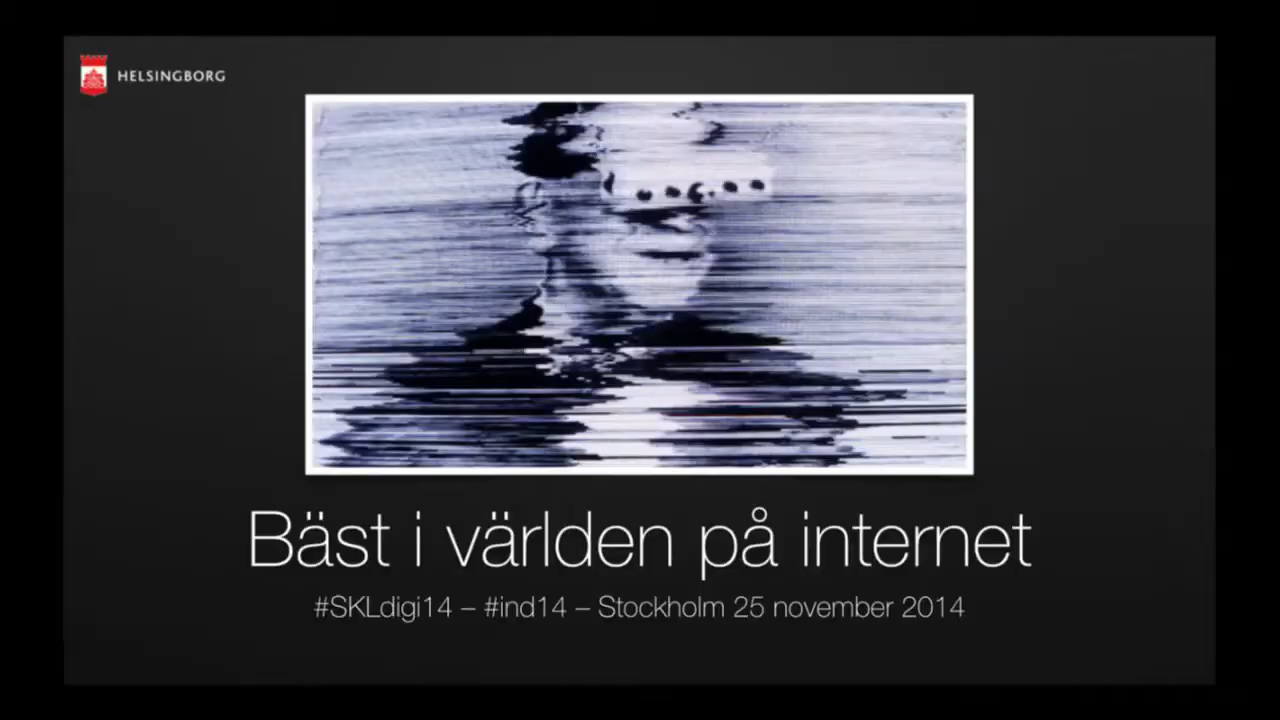 HELSINGBORG
Bäst i världen på internet
#SKLdigi14 – #ind14 – Stockholm 25 november 2014